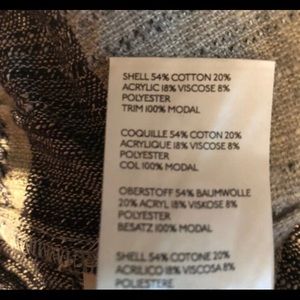 SHELL 54% COTTON 20%
ACRYLIC 18% VISCOSE 8%
POLYESTER
TRIM 100% MODAL
COQUILLE 54% COTON 20%
ACRYLIQUE 18% VISCOSE 8%
POLYESTER
COL 100% MODAL
OBERSTOFF 54% BAUMWOLLE
20% ACRYL 18% VISKOSE 8%
POLYESTER
BESATZ 100% MODAL
SHELL 54% COTONE 20%
ACRILICO 18% VISCOSA 8%
POLIESTERE